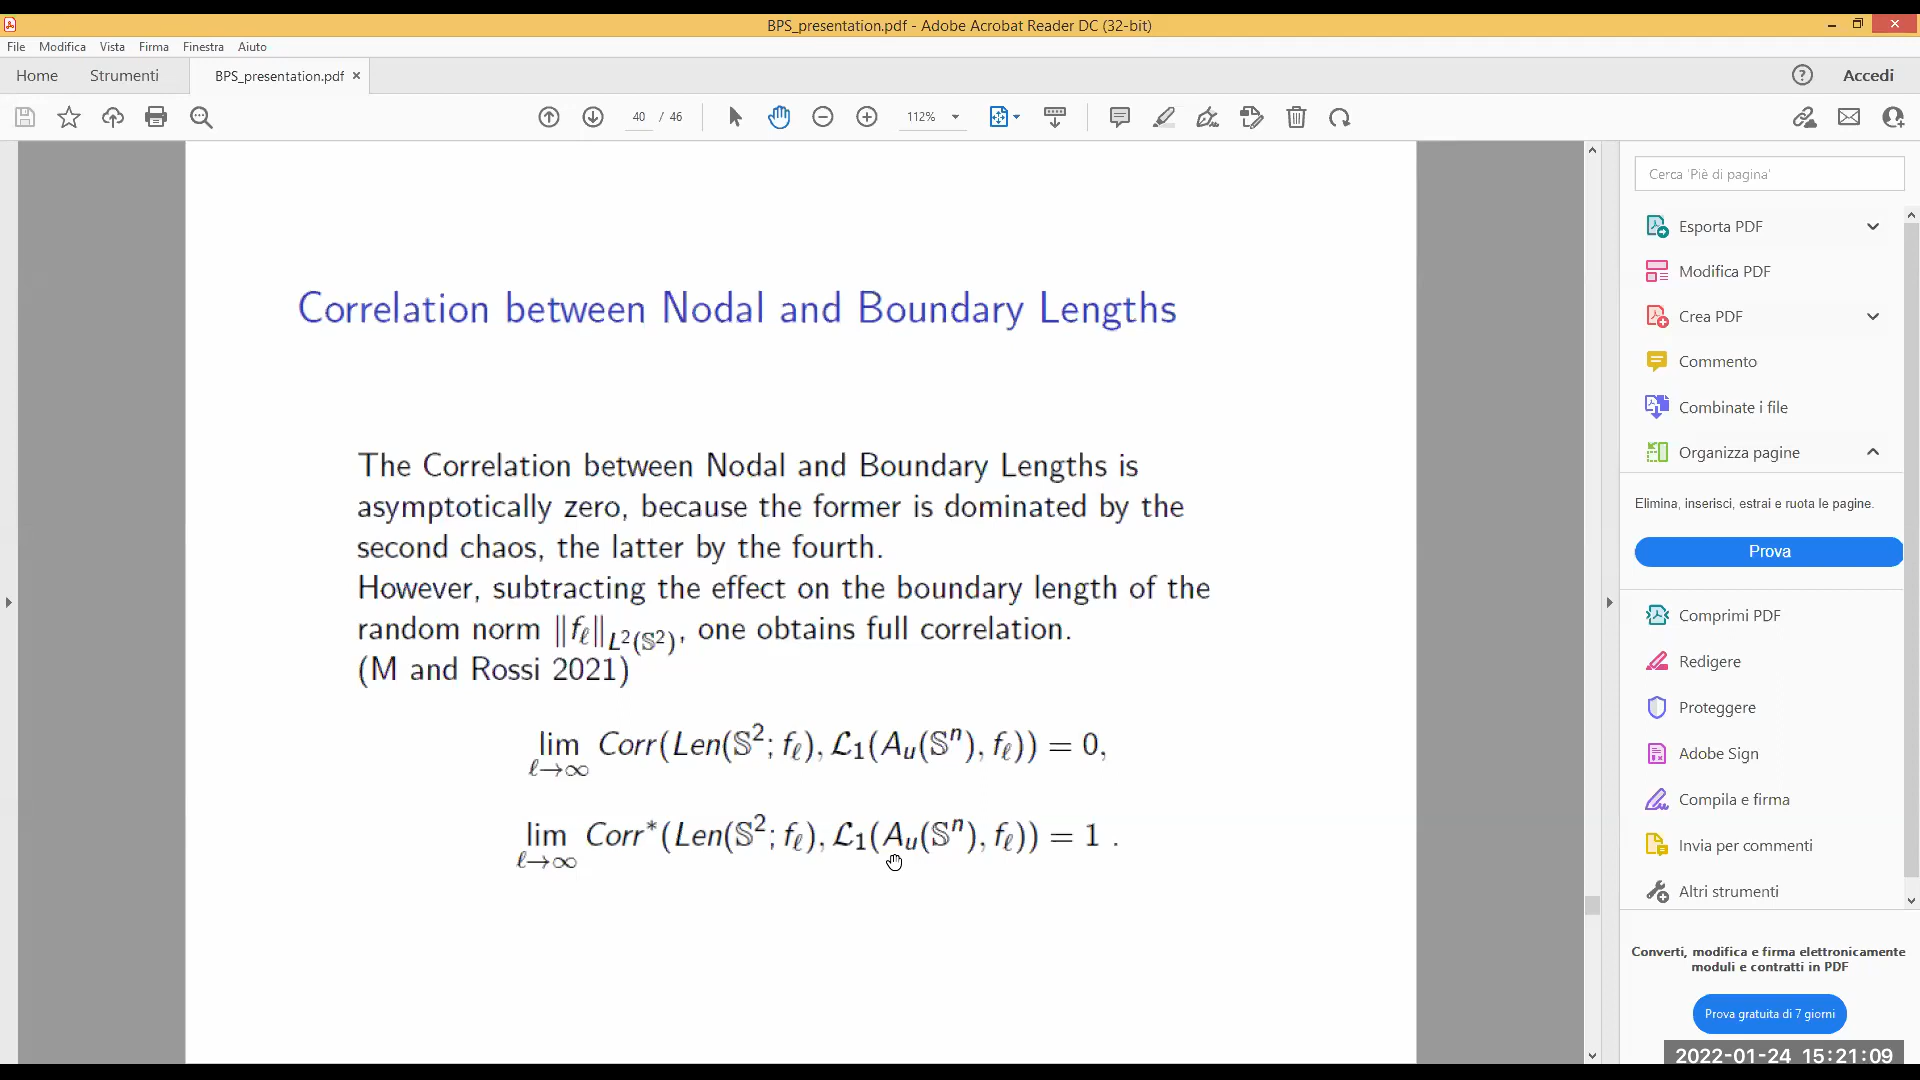 BPS_presentation.pdf - Adobe Acrobat Reader DC (32-bit)
File Modifica Vista Firma Finestra Aiuto
Home Strumenti BPS_presentation.pdf × Accedi
40 / 46 112%
Correlation between Nodal and Boundary Lengths
The Correlation between Nodal and Boundary Lengths is
asymptotically zero, because the former is dominated by the
second chaos, the latter by the fourth.
However, subtracting the effect on the boundary length of the
random norm ‖f_ℓ‖_{L²(𝕊²)}, one obtains full correlation.
(M and Rossi 2021)
lim_{ℓ→∞} Corr(Len(𝕊²; f_ℓ), ℒ₁(A_u(𝕊ⁿ), f_ℓ)) = 0,
lim_{ℓ→∞} Corr*(Len(𝕊²; f_ℓ), ℒ₁(A_u(𝕊ⁿ), f_ℓ)) = 1 .
Cerca 'Piè di pagina'
Esporta PDF
Modifica PDF
Crea PDF
Commento
Combinate i file
Organizza pagine
Elimina, inserisci, estrai e ruota le pagine.
Prova
Comprimi PDF
Redigere
Proteggere
Adobe Sign
Compila e firma
Invia per commenti
Altri strumenti
Converti, modifica e firma elettronicamente
moduli e contratti in PDF
Prova gratuita di 7 giorni
2022-01-24 15:21:09